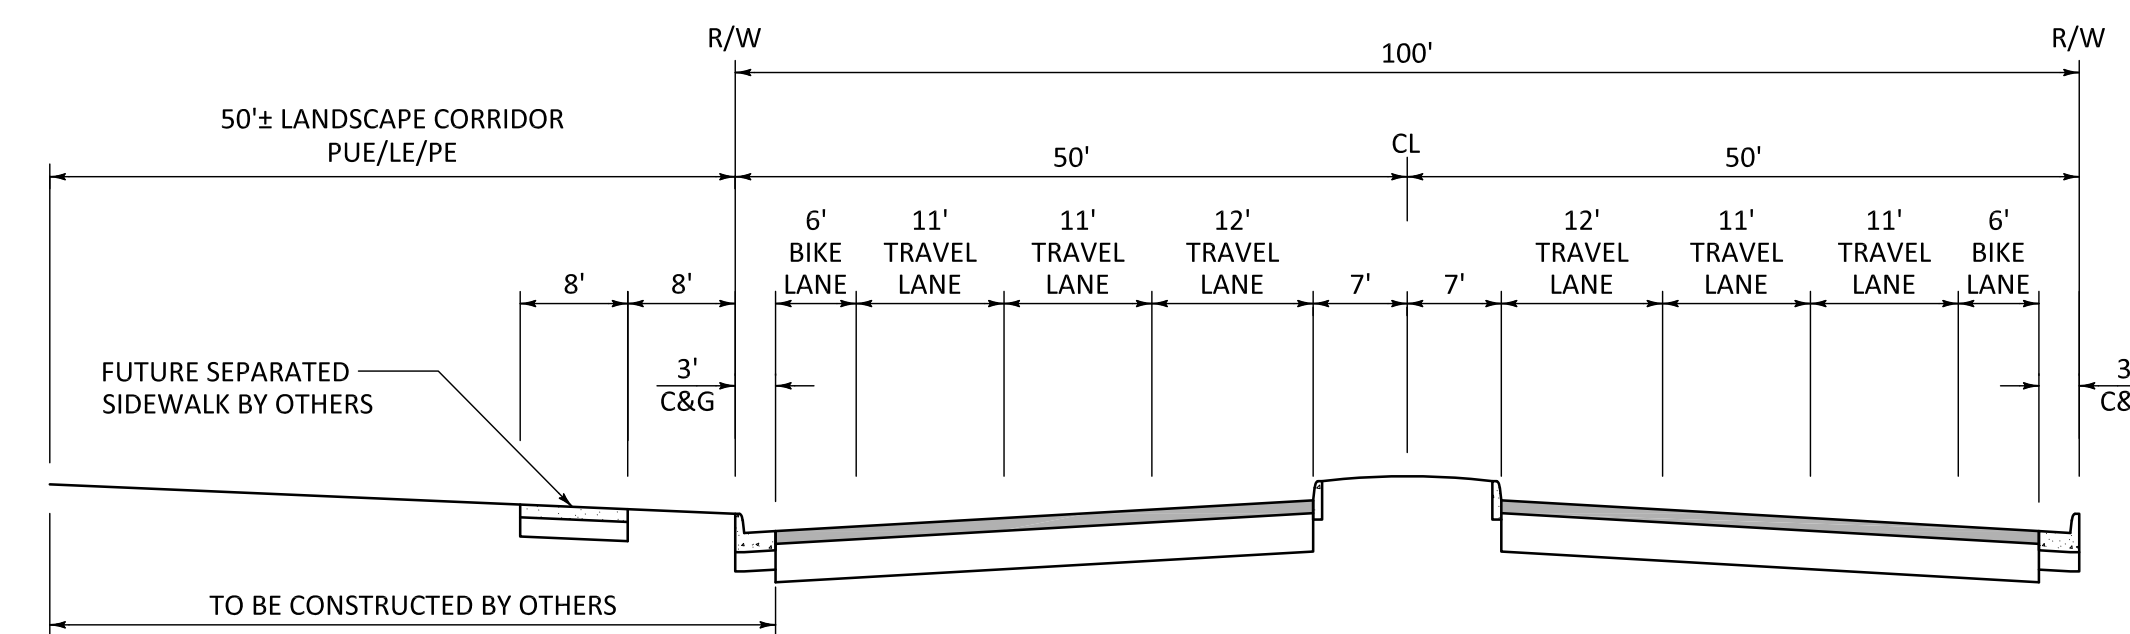 R/W
R/W
100'
50'± LANDSCAPE CORRIDOR
PUE/LE/PE
CL
50'
50'
6'
BIKE
LANE
11'
TRAVEL
LANE
11'
TRAVEL
LANE
12'
TRAVEL
LANE
12'
TRAVEL
LANE
11'
TRAVEL
LANE
11'
TRAVEL
LANE
6'
BIKE
LANE
8'
8'
7'
7'
FUTURE SEPARATED
SIDEWALK BY OTHERS
3'
C&G
3
C&
TO BE CONSTRUCTED BY OTHERS